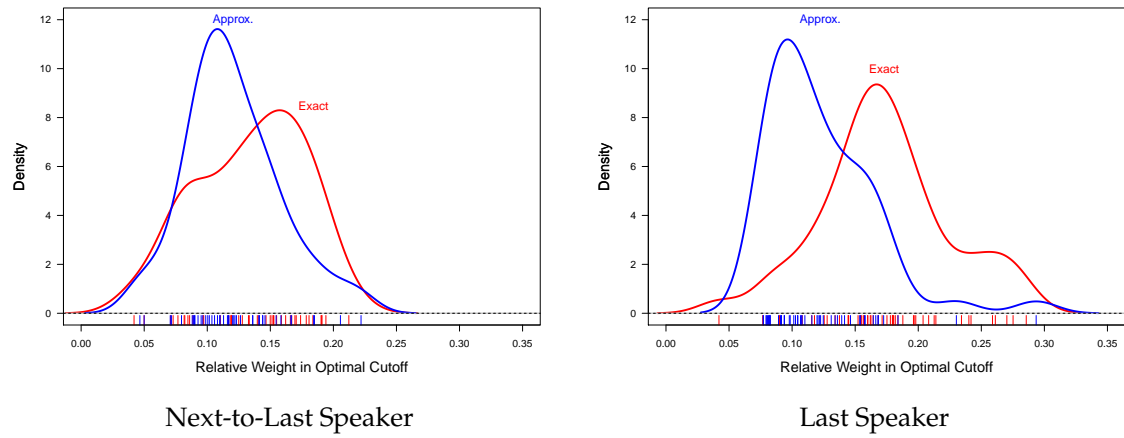 Approx.
Exact
Density
12
10
8
6
4
2
0
0.00 0.05 0.10 0.15 0.20 0.25 0.30 0.35
Relative Weight in Optimal Cutoff
Next-to-Last Speaker
Approx.
Exact
Density
12
10
8
6
4
2
0
0.00 0.05 0.10 0.15 0.20 0.25 0.30 0.35
Relative Weight in Optimal Cutoff
Last Speaker